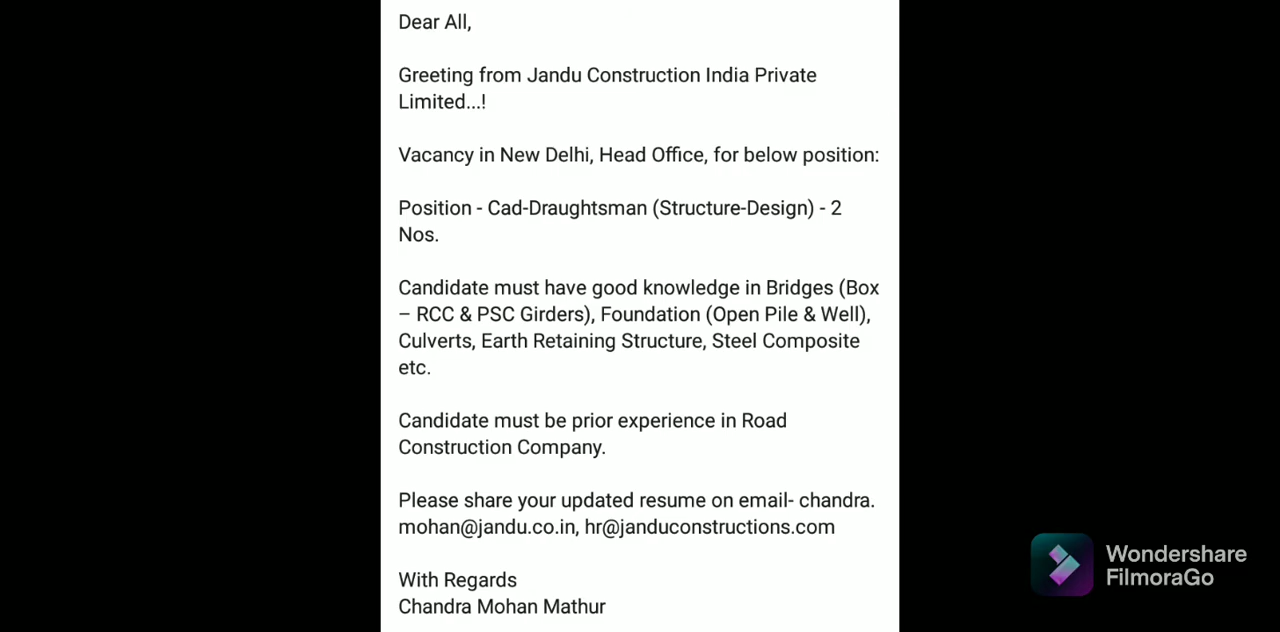 Dear All,
Greeting from Jandu Construction India Private
Limited...!
Vacancy in New Delhi, Head Office, for below position:
Position - Cad-Draughtsman (Structure-Design) - 2
Nos.
Candidate must have good knowledge in Bridges (Box
– RCC & PSC Girders), Foundation (Open Pile & Well),
Culverts, Earth Retaining Structure, Steel Composite
etc.
Candidate must be prior experience in Road
Construction Company.
Please share your updated resume on email- chandra.
mohan@jandu.co.in, hr@janduconstructions.com
With Regards
Chandra Mohan Mathur
Wondershare
FilmoraGo